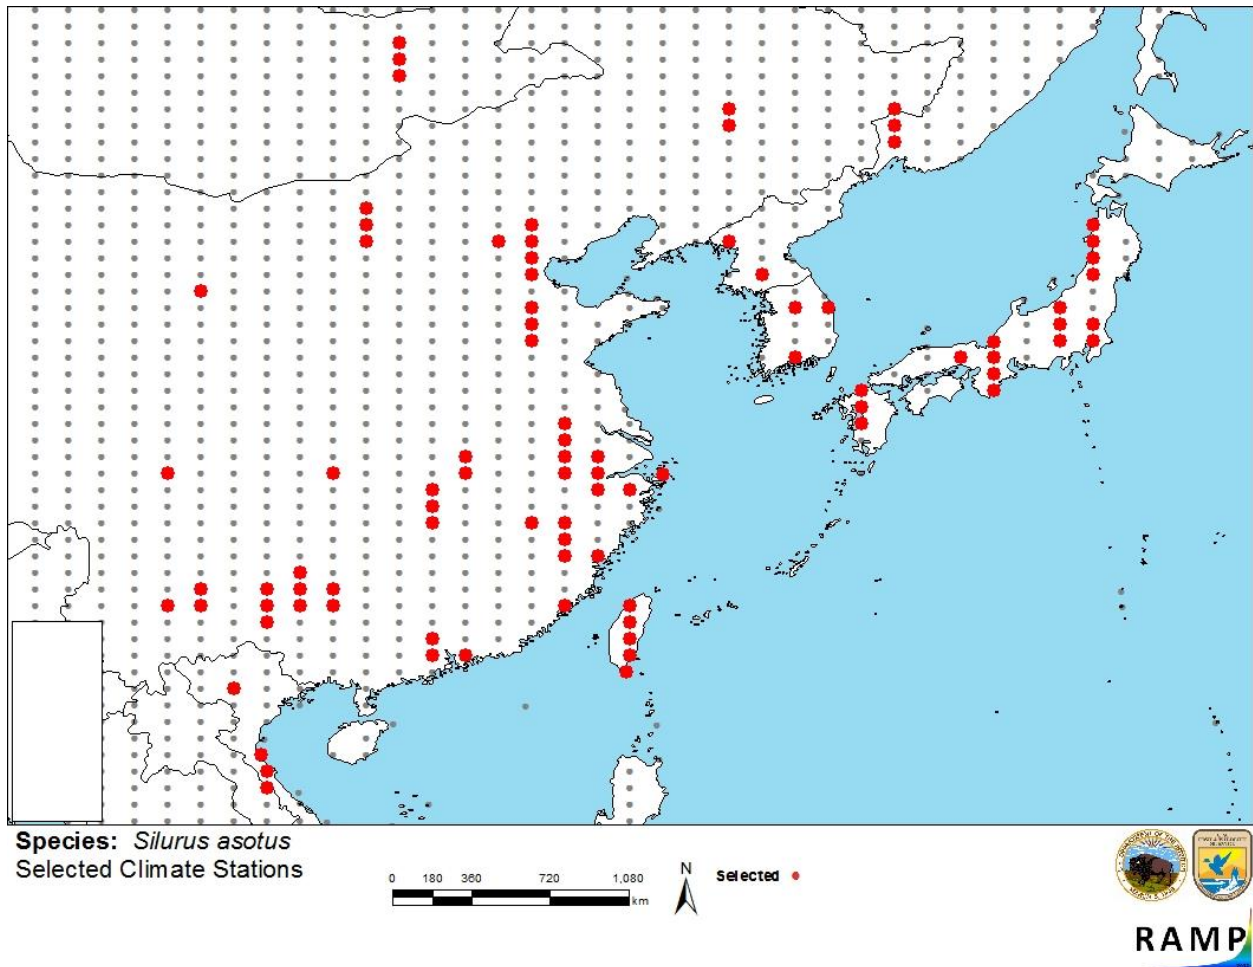 Species: Silurus asotus
Selected Climate Stations
0 180 360 720 1,080
km
N
Selected
RAMP